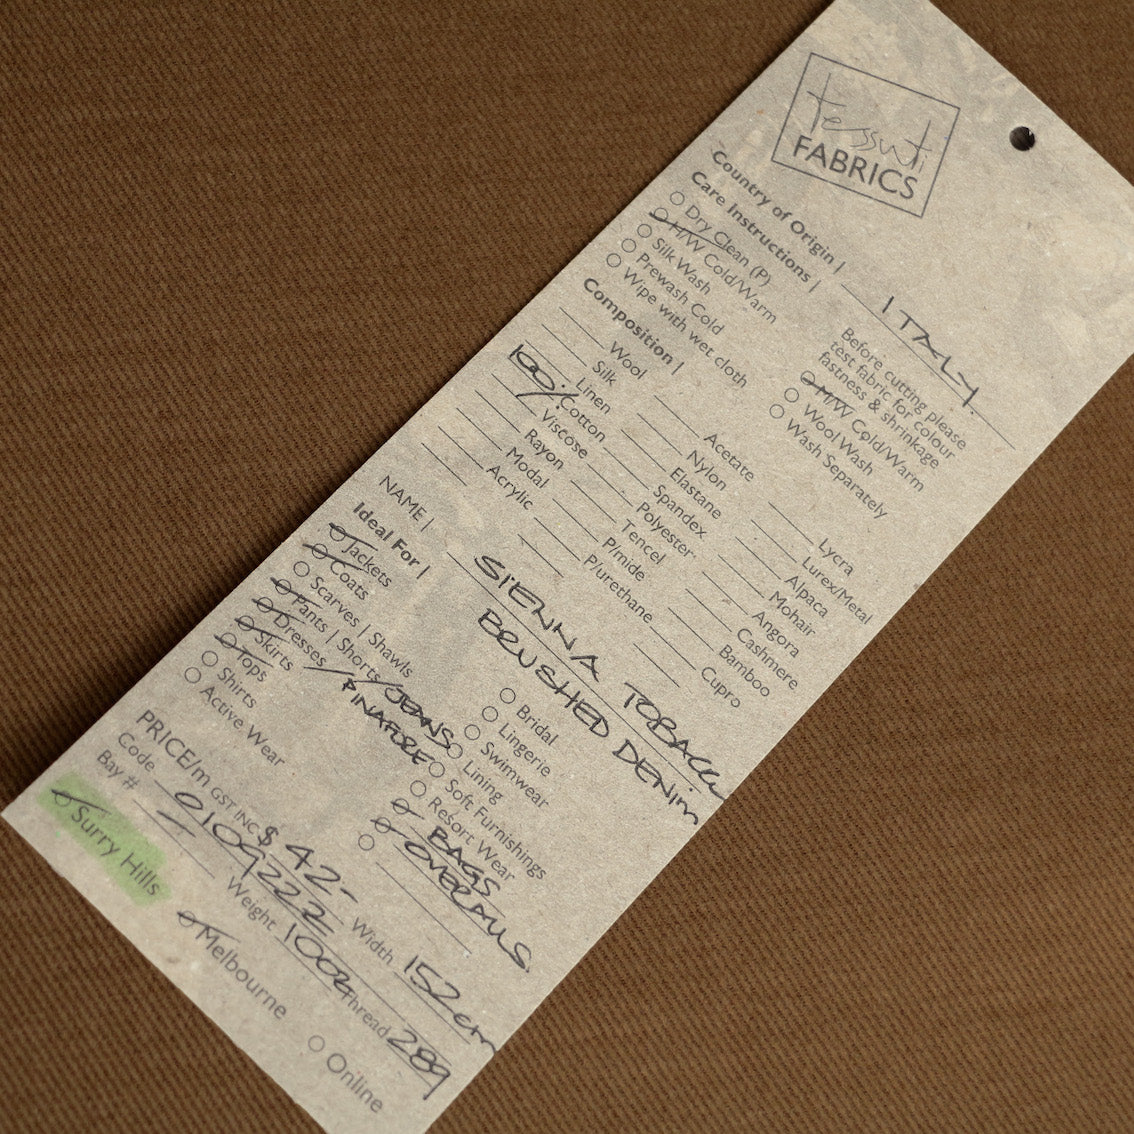 tessuti
FABRICS
Country of Origin | ITALY.
Care Instructions |
Dry Clean (P)
H/W Cold/Warm
Silk Wash
Prewash Cold
Wipe with wet cloth
Before cutting please
test fabric for colour
fastness & shrinkage
H/W Cold/Warm
Wool Wash
Wash Separately
Composition |
Wool
Silk
Linen
100% Cotton
Viscose
Rayon
Modal
Acrylic
Acetate
Nylon
Elastane
Spandex
Polyester
Tencel
P/mide
P/urethane
Lycra
Lurex/Metal
Alpaca
Mohair
Angora
Cashmere
Bamboo
Cupro
NAME | SIENNA TOBACCO
BRUSHED DENIM
Ideal For |
Jackets
Coats
Scarves | Shawls
Pants | Shorts / JEANS
Dresses / PINAFORE
Skirts
Tops
Shirts
Active Wear
Bridal
Lingerie
Swimwear
Lining
Soft Furnishings
Resort Wear
BAGS
OVERALLS
PRICE/m GST INC $42-
Width 152cm
Code 0109222
Weight 10oz
Thread 289
Bay # -
Surry Hills
Melbourne
Online